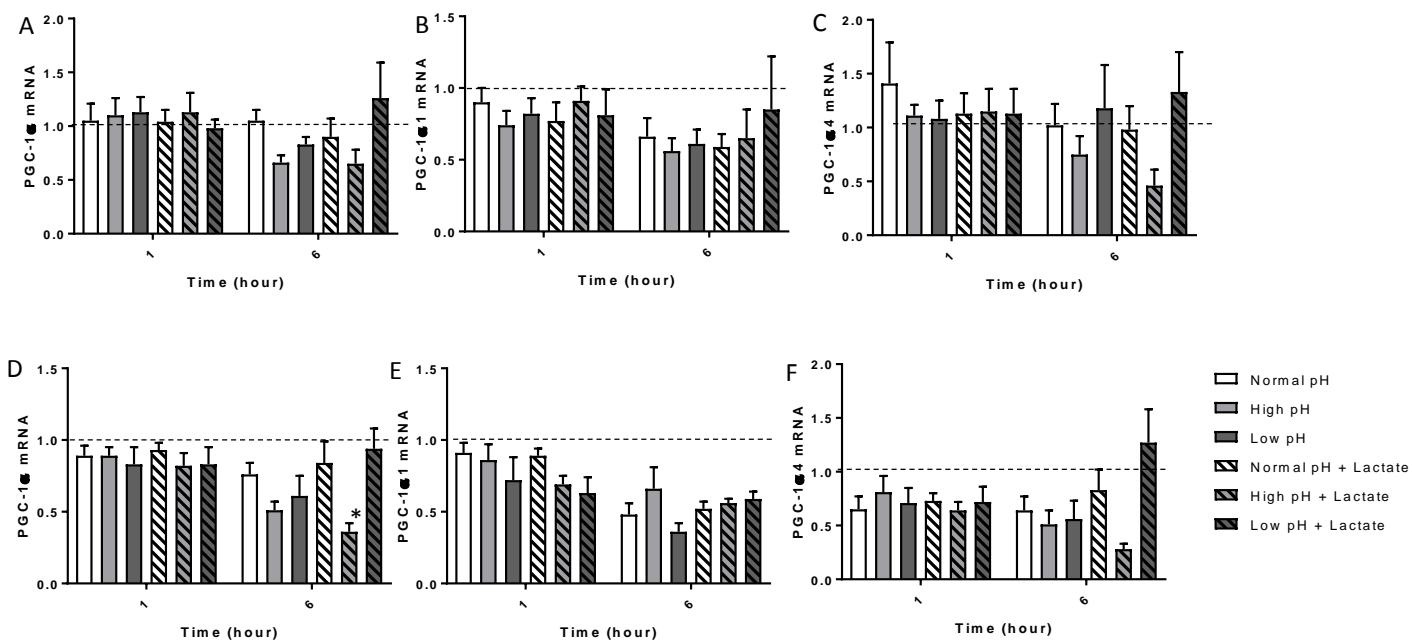 A
PGC-1α mRNA
2.0
1.5
1.0
0.5
0.0
1
6
Time (hour)
B
PGC-1α1 mRNA
1.5
1.0
0.5
0.0
1
6
Time (hour)
C
PGC-1α4 mRNA
2.0
1.5
1.0
0.5
0.0
1
6
Time (hour)
D
PGC-1α mRNA
1.5
1.0
0.5
0.0
*
1
6
Time (hour)
E
PGC-1α1 mRNA
1.5
1.0
0.5
0.0
1
6
Time (hour)
F
PGC-1α4 mRNA
2.0
1.5
1.0
0.5
0.0
1
6
Time (hour)
Normal pH
High pH
Low pH
Normal pH + Lactate
High pH + Lactate
Low pH + Lactate